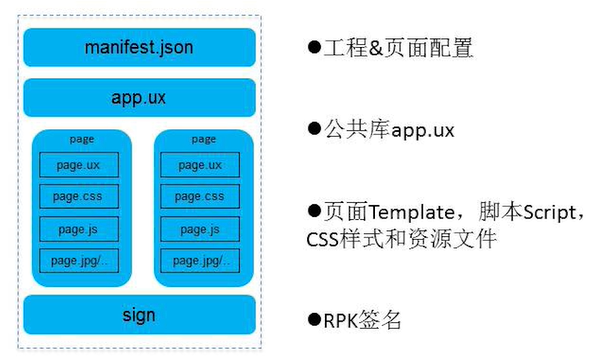 manifest.json
●工程&页面配置
app.ux
●公共库app.ux
page
page.ux
page.css
page.js
page.jpg/..
page
page.ux
page.css
page.js
page.jpg/..
●页面Template，脚本Script，
CSS样式和资源文件
sign
●RPK签名